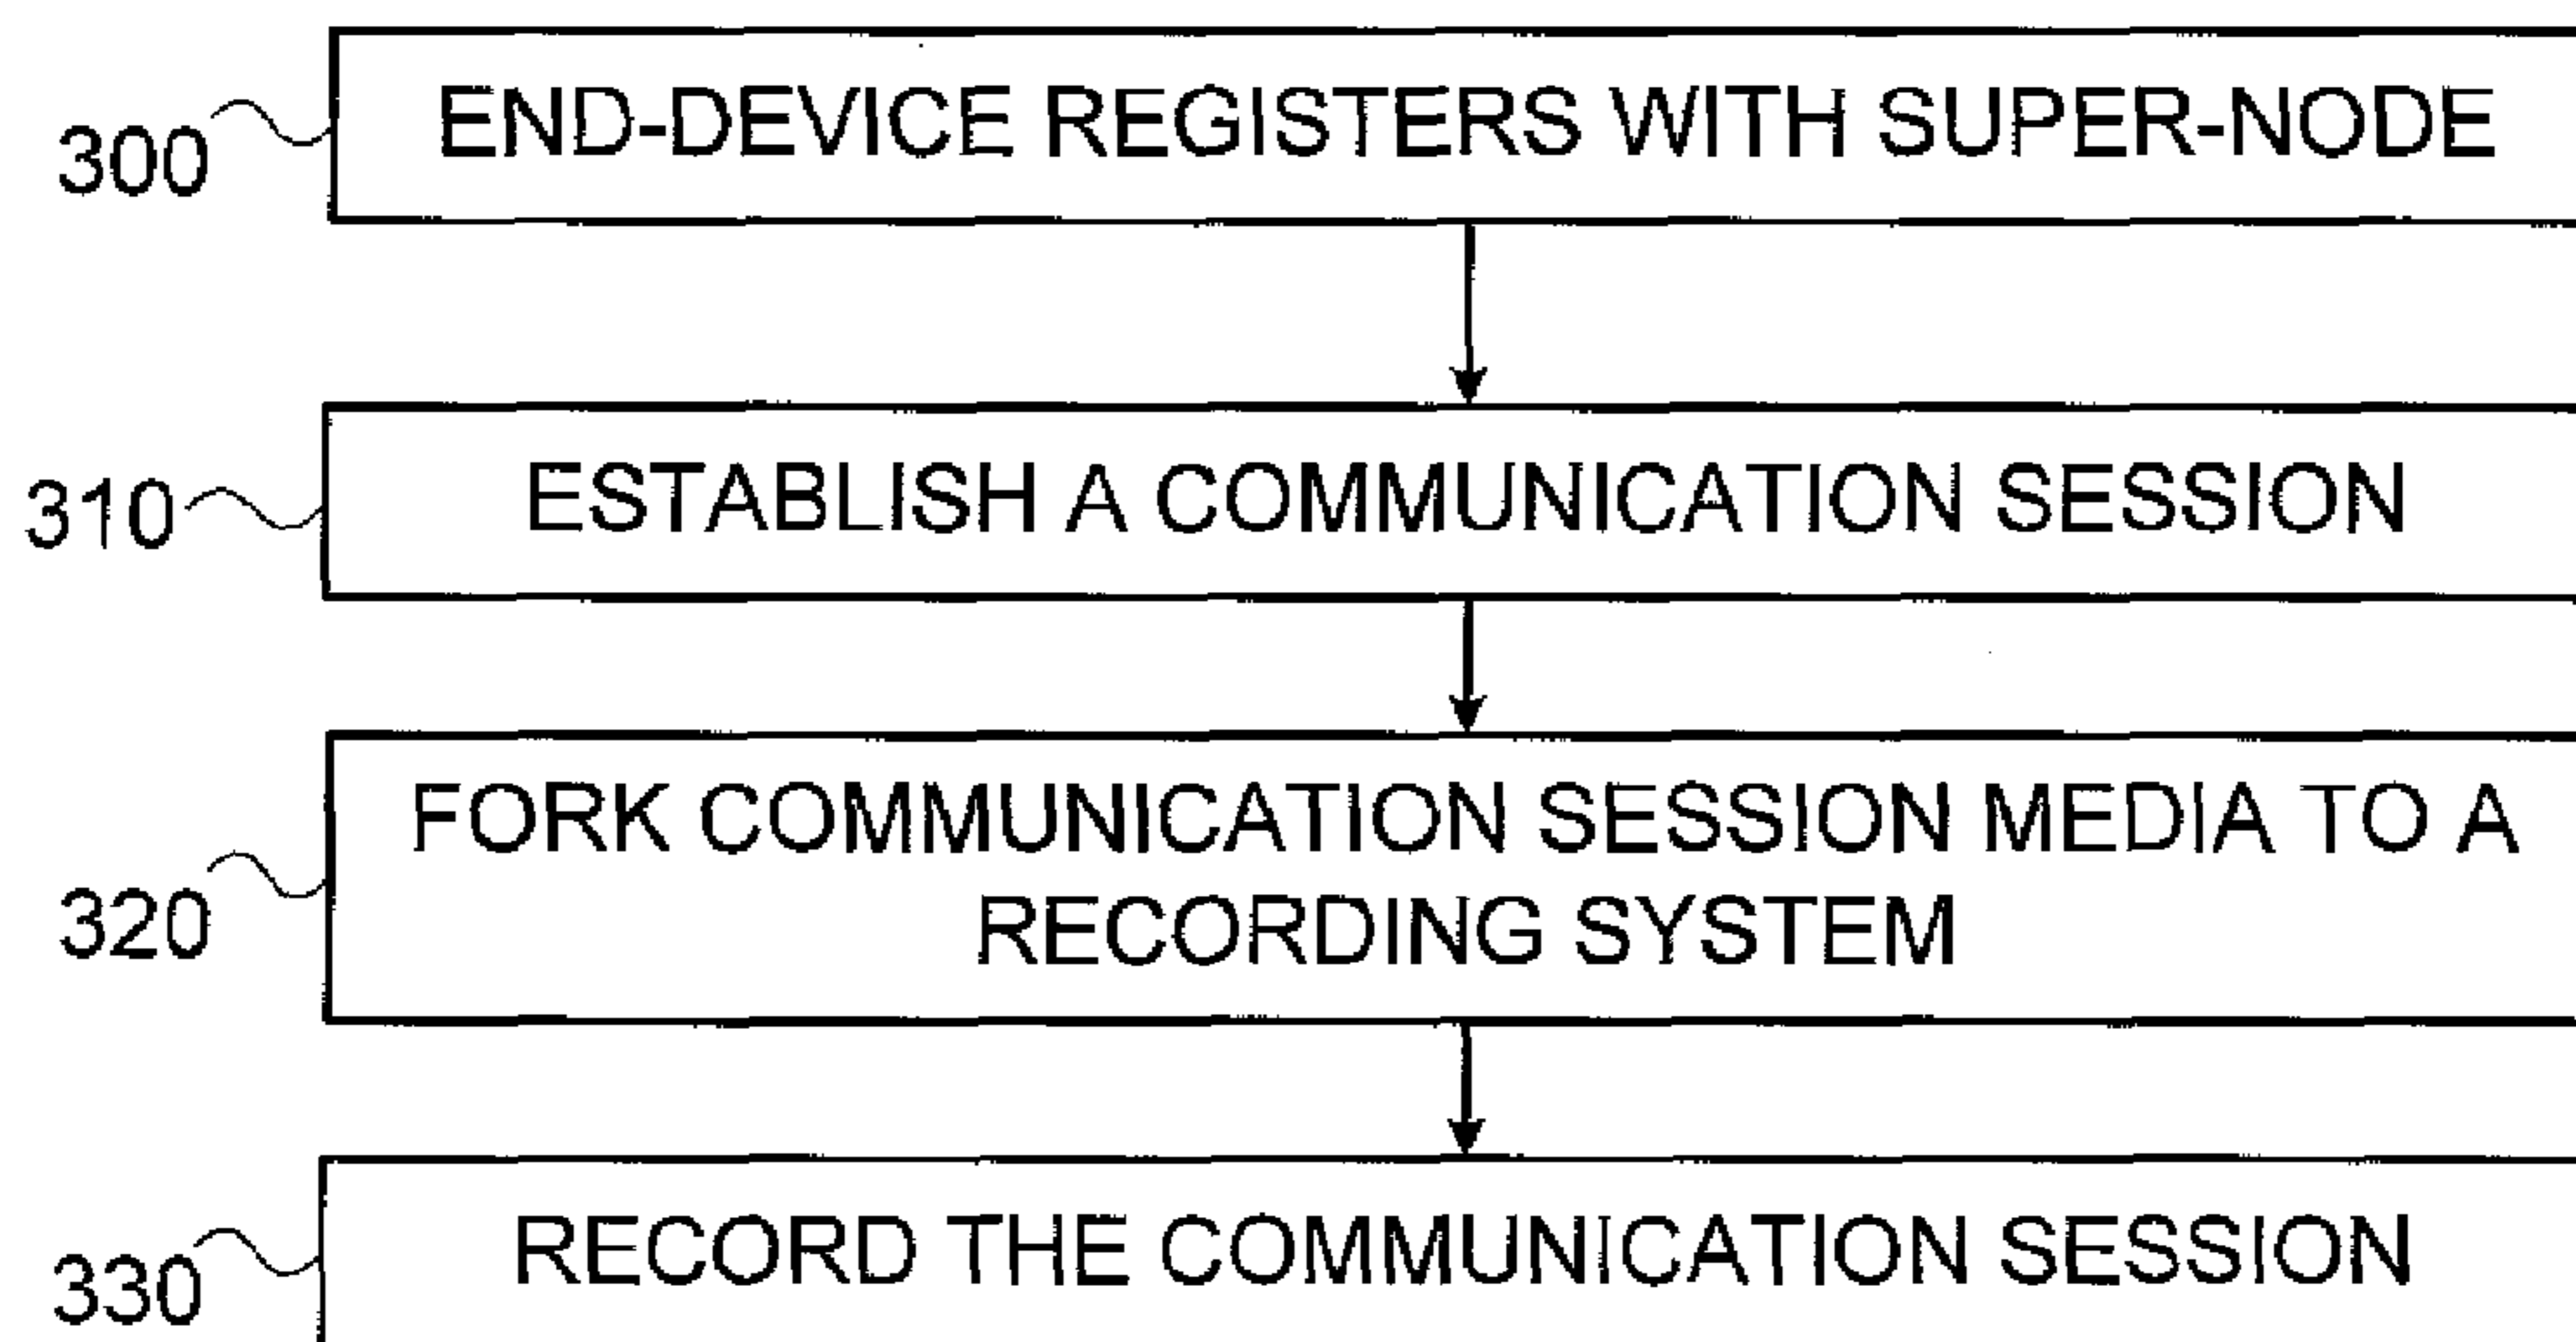 300
END-DEVICE REGISTERS WITH SUPER-NODE
310
ESTABLISH A COMMUNICATION SESSION
320
FORK COMMUNICATION SESSION MEDIA TO A
RECORDING SYSTEM
330
RECORD THE COMMUNICATION SESSION